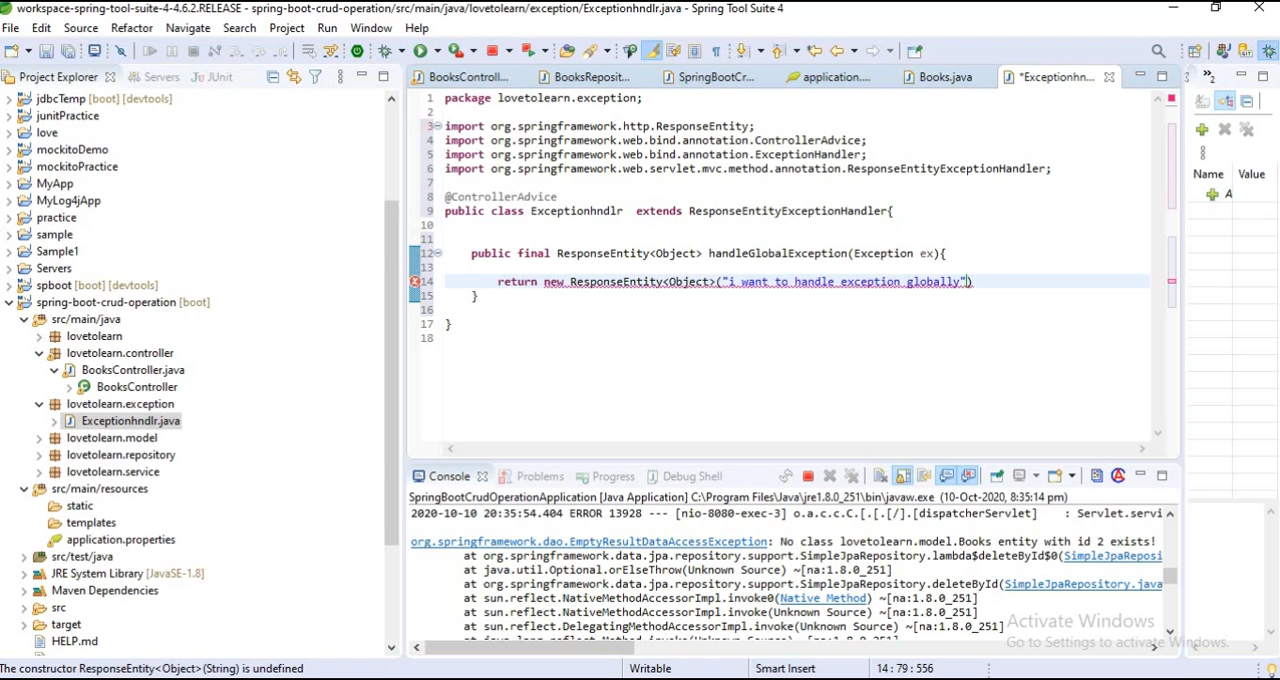 workspace-spring-tool-suite-4-4.6.2.RELEASE - spring-boot-crud-operation/src/main/java/lovetolearn/exception/Exceptionhndlr.java - Spring Tool Suite 4
File Edit Source Refactor Navigate Search Project Run Window Help
Project Explorer Servers JUnit
BooksControll... BooksReposit... SpringBootCr... application.... Books.java *Exceptionhn...
jdbcTemp [boot] [devtools]
junitPractice
love
mockitoDemo
mockitoPractice
MyApp
MyLog4jApp
practice
sample
Sample1
Servers
spboot [boot] [devtools]
spring-boot-crud-operation [boot]
src/main/java
lovetolearn
lovetolearn.controller
BooksController.java
BooksController
lovetolearn.exception
Exceptionhndlr.java
lovetolearn.model
lovetolearn.repository
lovetolearn.service
src/main/resources
static
templates
application.properties
src/test/java
JRE System Library [JavaSE-1.8]
Maven Dependencies
src
target
HELP.md
1 package lovetolearn.exception;
2
3 import org.springframework.http.ResponseEntity;
4 import org.springframework.web.bind.annotation.ControllerAdvice;
5 import org.springframework.web.bind.annotation.ExceptionHandler;
6 import org.springframework.web.servlet.mvc.method.annotation.ResponseEntityExceptionHandler;
7
8 @ControllerAdvice
9 public class Exceptionhndlr  extends ResponseEntityExceptionHandler{
10
11
12 public final ResponseEntity<Object> handleGlobalException(Exception ex){
13
14 return new ResponseEntity<Object>("i want to handle exception globally")
15 }
16
17 }
18
Name Value
A
Console Problems Progress Debug Shell
SpringBootCrudOperationApplication [Java Application] C:\Program Files\Java\jre1.8.0_251\bin\javaw.exe (10-Oct-2020, 8:35:14 pm)
2020-10-10 20:35:54.404 ERROR 13928 --- [nio-8080-exec-3] o.a.c.c.C.[.[.[/].[dispatcherServlet] : Servlet.servi
org.springframework.dao.EmptyResultDataAccessException: No class lovetolearn.model.Books entity with id 2 exists!
at org.springframework.data.jpa.repository.support.SimpleJpaRepository.lambda$deleteById$0(SimpleJpaReposi
at java.util.Optional.orElseThrow(Unknown Source) ~[na:1.8.0_251]
at org.springframework.data.jpa.repository.support.SimpleJpaRepository.deleteById(SimpleJpaRepository.java
at sun.reflect.NativeMethodAccessorImpl.invoke0(Native Method) ~[na:1.8.0_251]
at sun.reflect.NativeMethodAccessorImpl.invoke(Unknown Source) ~[na:1.8.0_251]
at sun.reflect.DelegatingMethodAccessorImpl.invoke(Unknown Source) ~[na:1.8.0_251]
Activate Windows
Go to Settings to activate Windows.
The constructor ResponseEntity<Object>(String) is undefined
Writable
Smart Insert
14 : 79 : 556